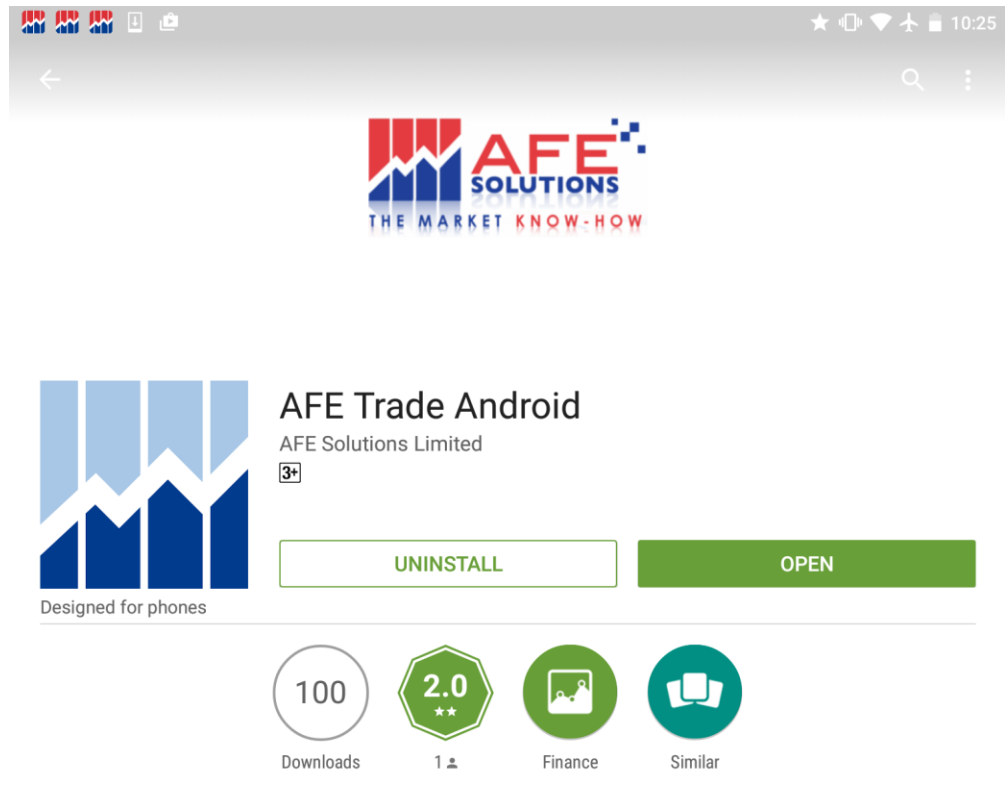 10:25
AFE
SOLUTIONS
THE MARKET KNOW-HOW
AFE Trade Android
AFE Solutions Limited
3+
UNINSTALL
OPEN
Designed for phones
100
2.0
Downloads
1
Finance
Similar